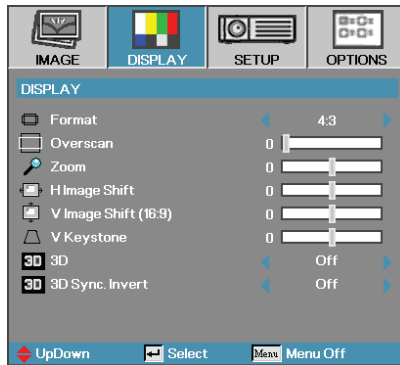 IMAGE DISPLAY SETUP OPTIONS
DISPLAY
Format 4:3
Overscan 0
Zoom 0
H Image Shift 0
V Image Shift (16:9) 0
V Keystone 0
3D 3D Off
3D 3D Sync. Invert Off
UpDown Select Menu Menu Off